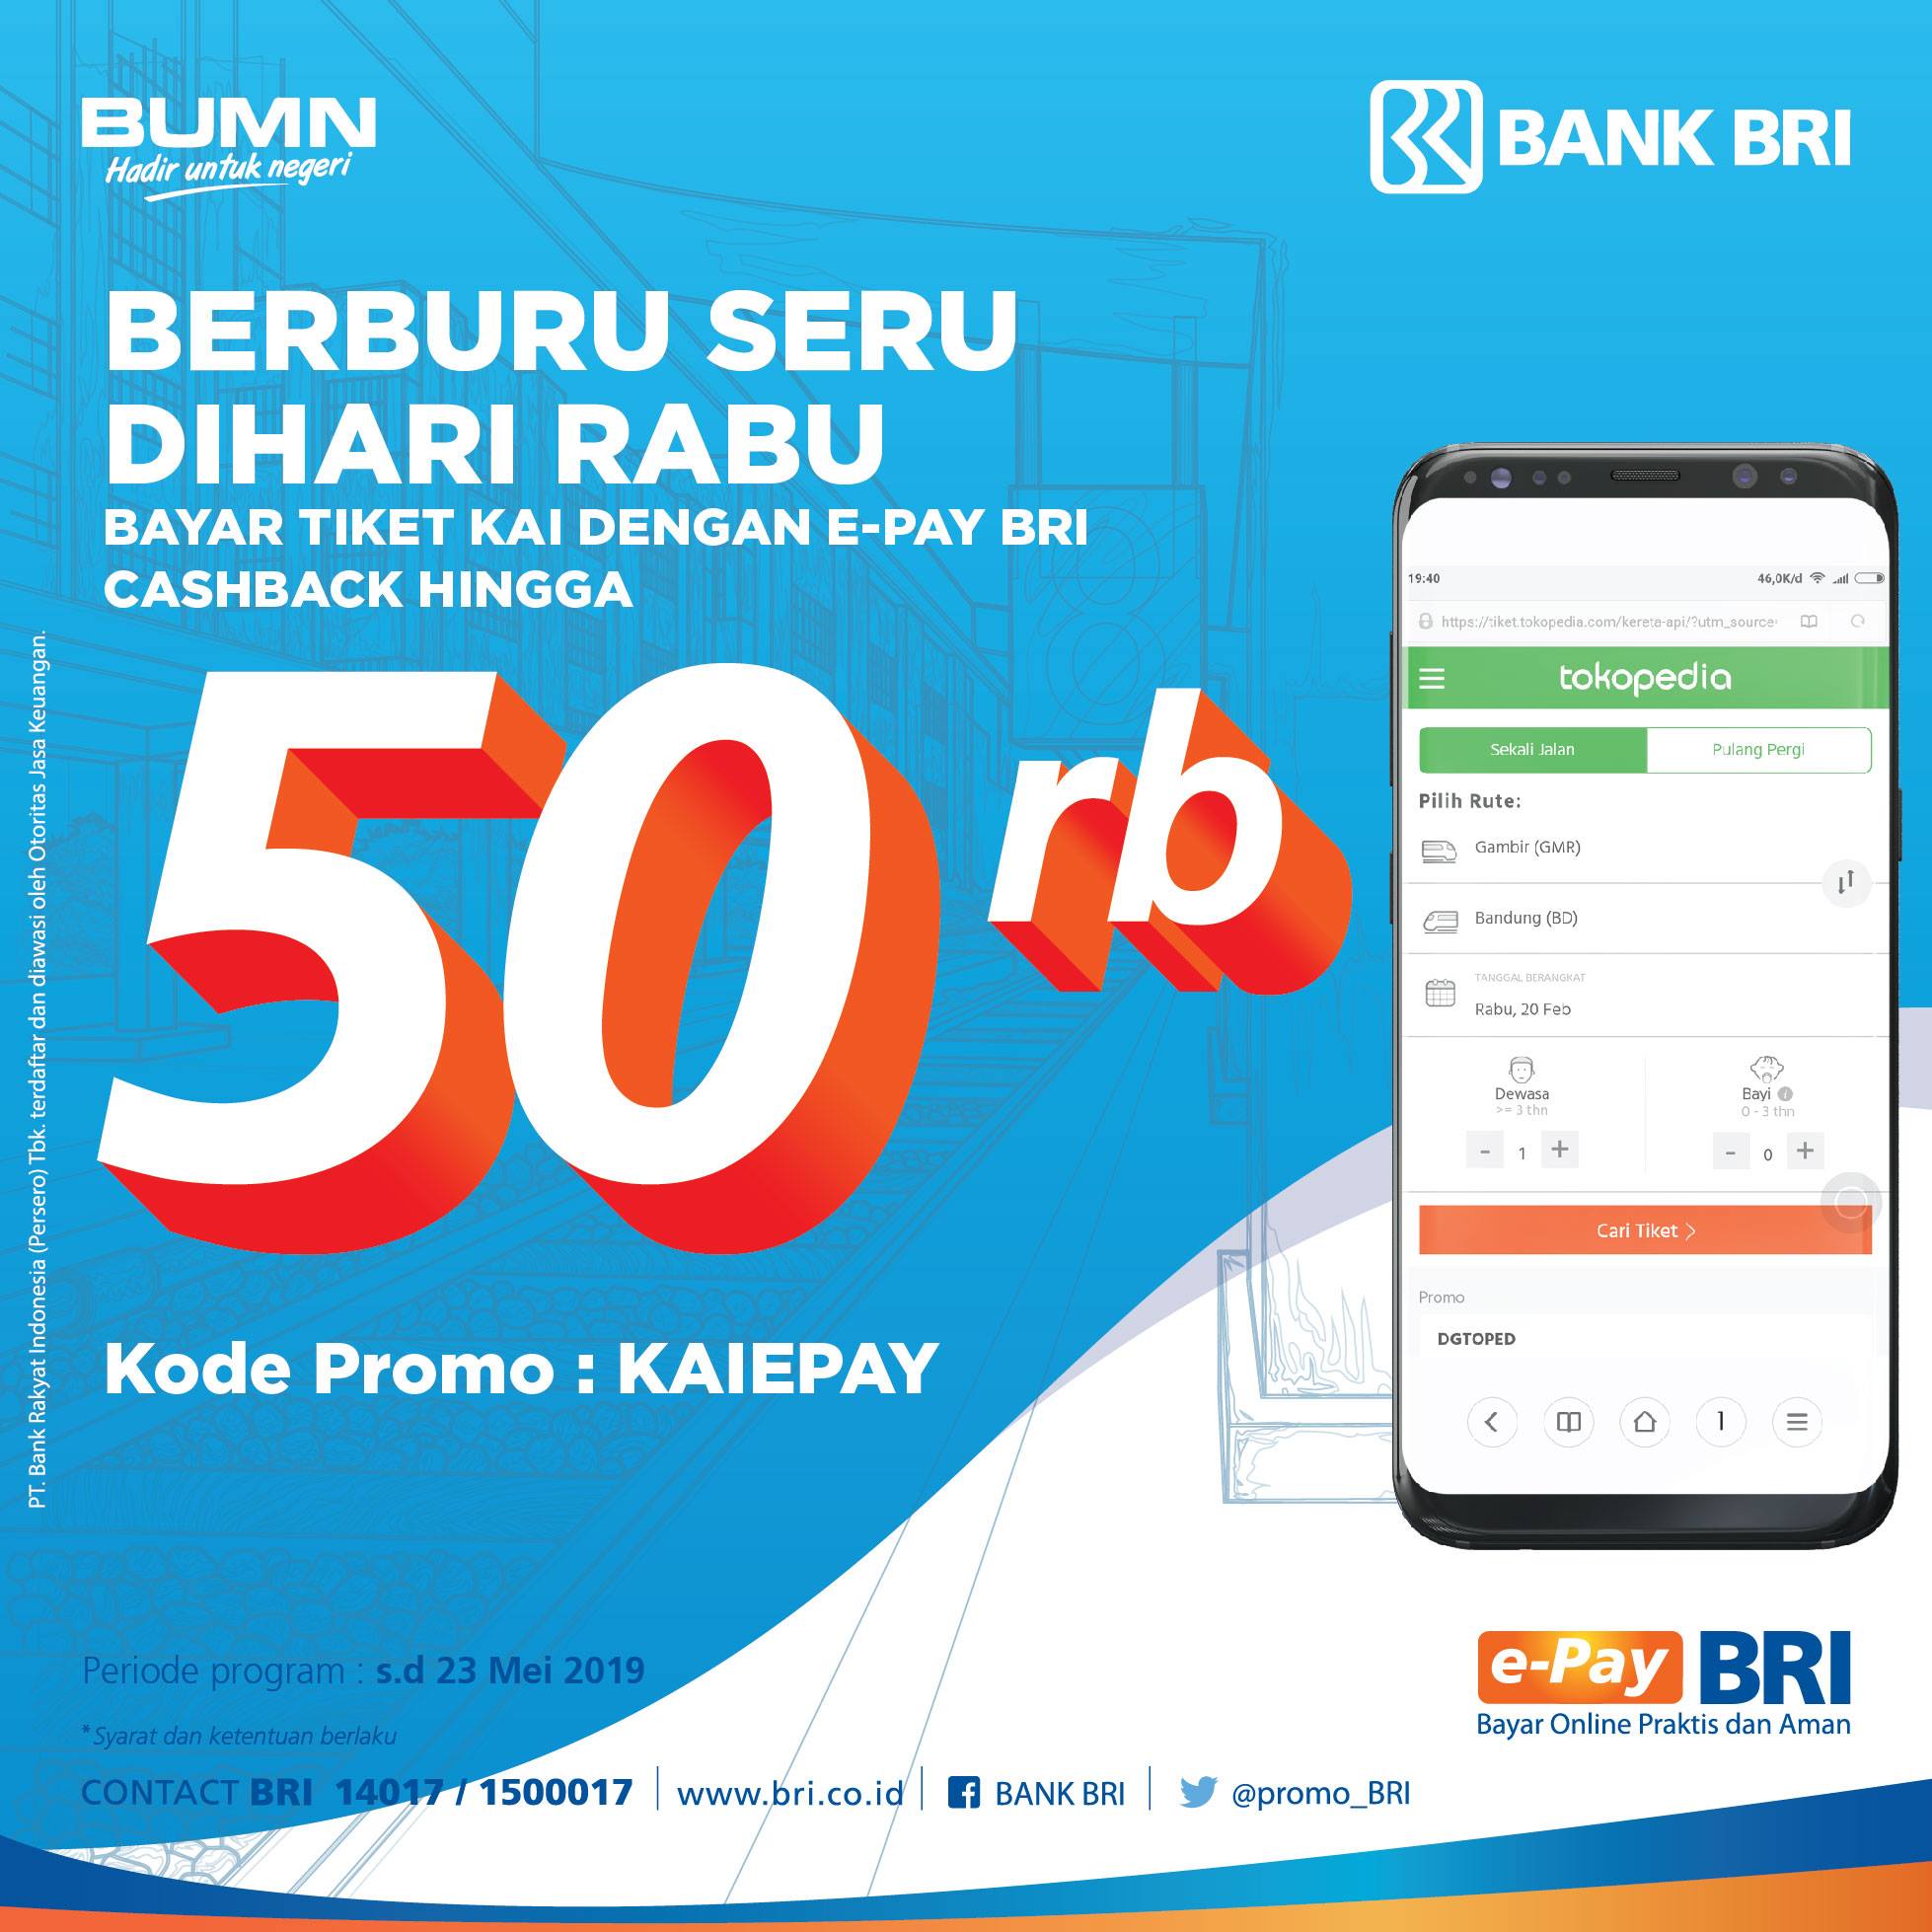 BUMN
Hadir untuk negeri
BANK BRI
BERBURU SERU
DIHARI RABU
BAYAR TIKET KAI DENGAN E-PAY BRI
CASHBACK HINGGA
50 rb
Kode Promo : KAIEPAY
PT. Bank Rakyat Indonesia (Persero) Tbk. terdaftar dan diawasi oleh Otoritas Jasa Keuangan.
19:40 46,0K/d
https://tiket.tokopedia.com/kereta-api/?utm_source=
tokopedia
Sekali Jalan Pulang Pergi
Pilih Rute:
Gambir (GMR)
Bandung (BD)
TANGGAL BERANGKAT
Rabu, 20 Feb
Dewasa Bayi i
>= 3 thn 0 - 3 thn
- 1 + - 0 +
Cari Tiket >
Promo
DGTOPED
1
e-Pay BRI
Bayar Online Praktis dan Aman
Periode program : s.d 23 Mei 2019
*Syarat dan ketentuan berlaku
CONTACT BRI 14017 / 1500017 | www.bri.co.id | f BANK BRI | @promo_BRI